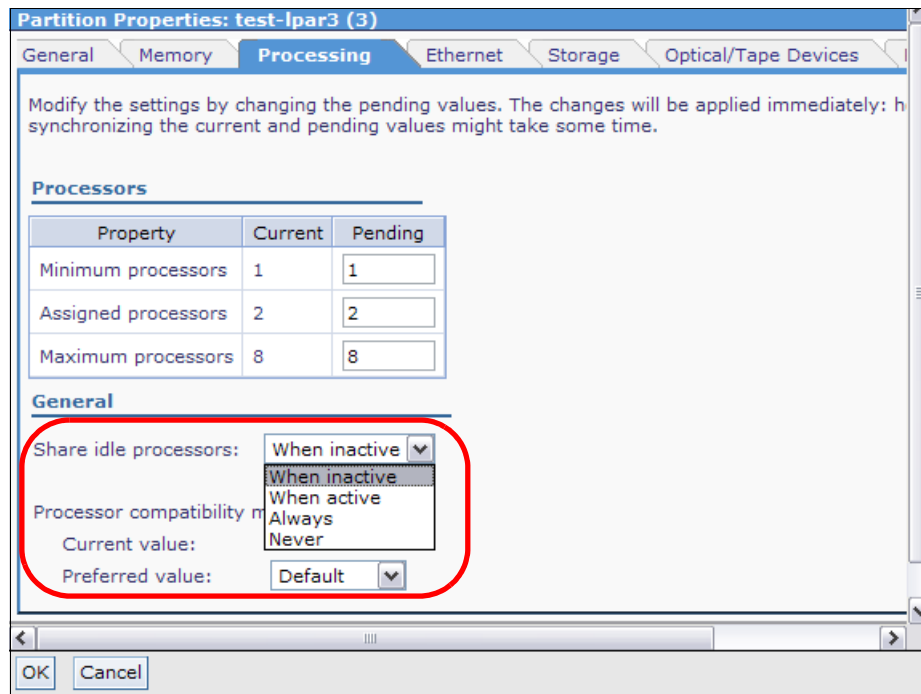 Partition Properties: test-lpar3 (3)
General Memory Processing Ethernet Storage Optical/Tape Devices
Modify the settings by changing the pending values. The changes will be applied immediately: h
synchronizing the current and pending values might take some time.
Processors
Property Current Pending
Minimum processors 1 1
Assigned processors 2 2
Maximum processors 8 8
General
Share idle processors: When inactive
When inactive
When active
Processor compatibility m Always
Current value: Never
Preferred value: Default
OK Cancel